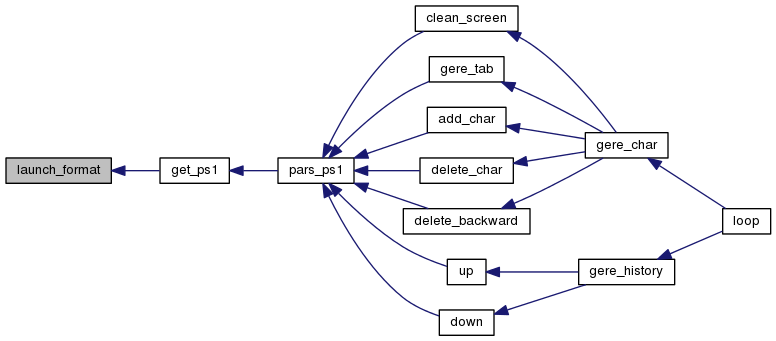 clean_screen
gere_tab
add_char
gere_char
launch_format
get_ps1
pars_ps1
delete_char
delete_backward
loop
up
gere_history
down